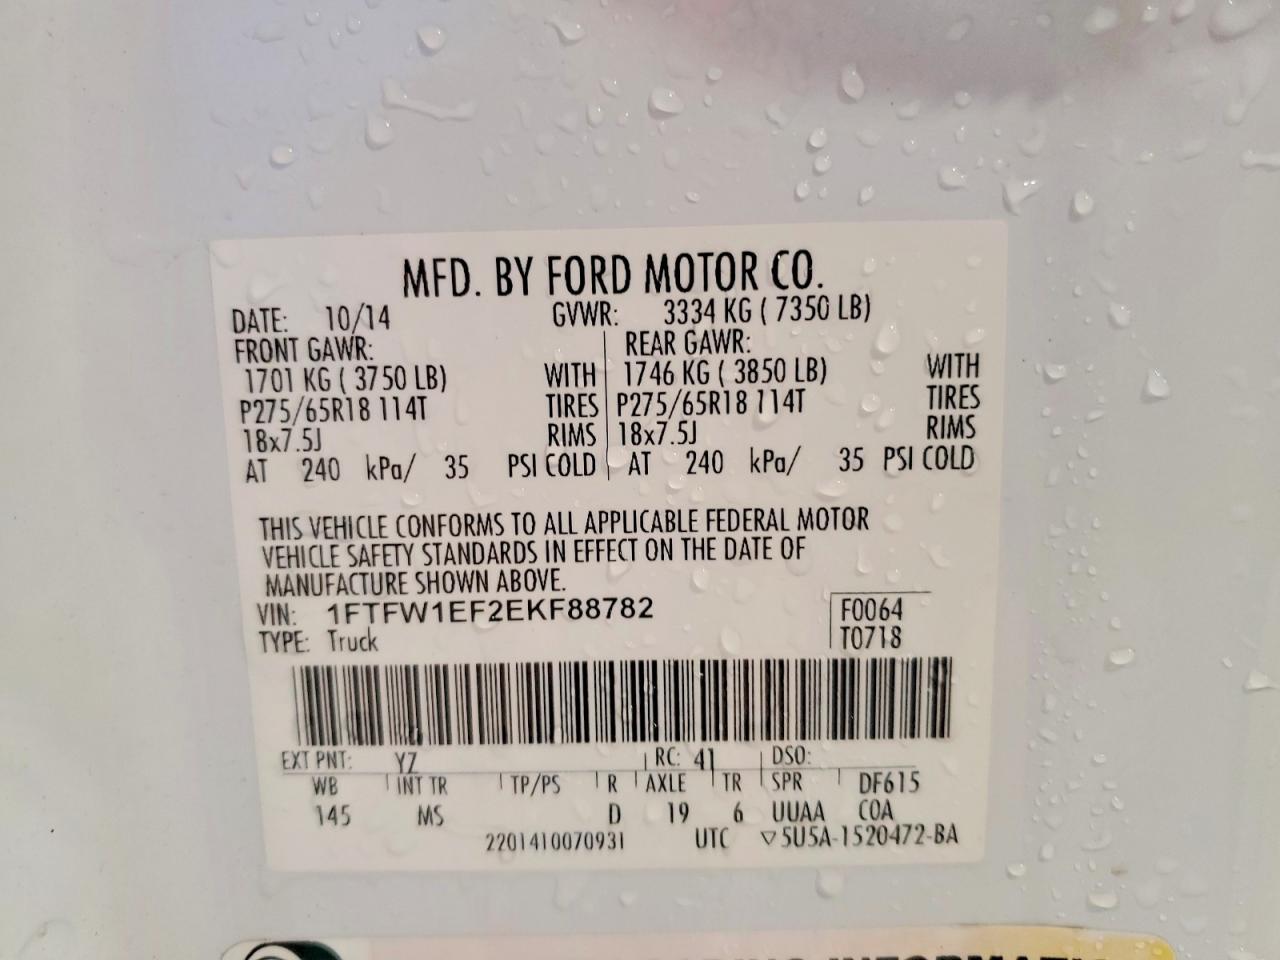 MFD. BY FORD MOTOR CO.
DATE: 10/14 GVWR: 3334 KG ( 7350 LB)
FRONT GAWR: REAR GAWR:
1701 KG ( 3750 LB) WITH 1746 KG ( 3850 LB) WITH
P275/65R18 114T TIRES P275/65R18 114T TIRES
18x7.5J RIMS 18x7.5J RIMS
AT 240 kPa/ 35 PSI COLD AT 240 kPa/ 35 PSI COLD
THIS VEHICLE CONFORMS TO ALL APPLICABLE FEDERAL MOTOR
VEHICLE SAFETY STANDARDS IN EFFECT ON THE DATE OF
MANUFACTURE SHOWN ABOVE.
VIN: 1FTFW1EF2EKF88782 F0064
TYPE: Truck T0718
EXT PNT: YZ RC: 41 DSO:
WB INT TR TP/PS R AXLE TR SPR DF615
145 MS D 19 6 UUAA COA
2201410070931 UTC ▽5U5A-1520472-BA